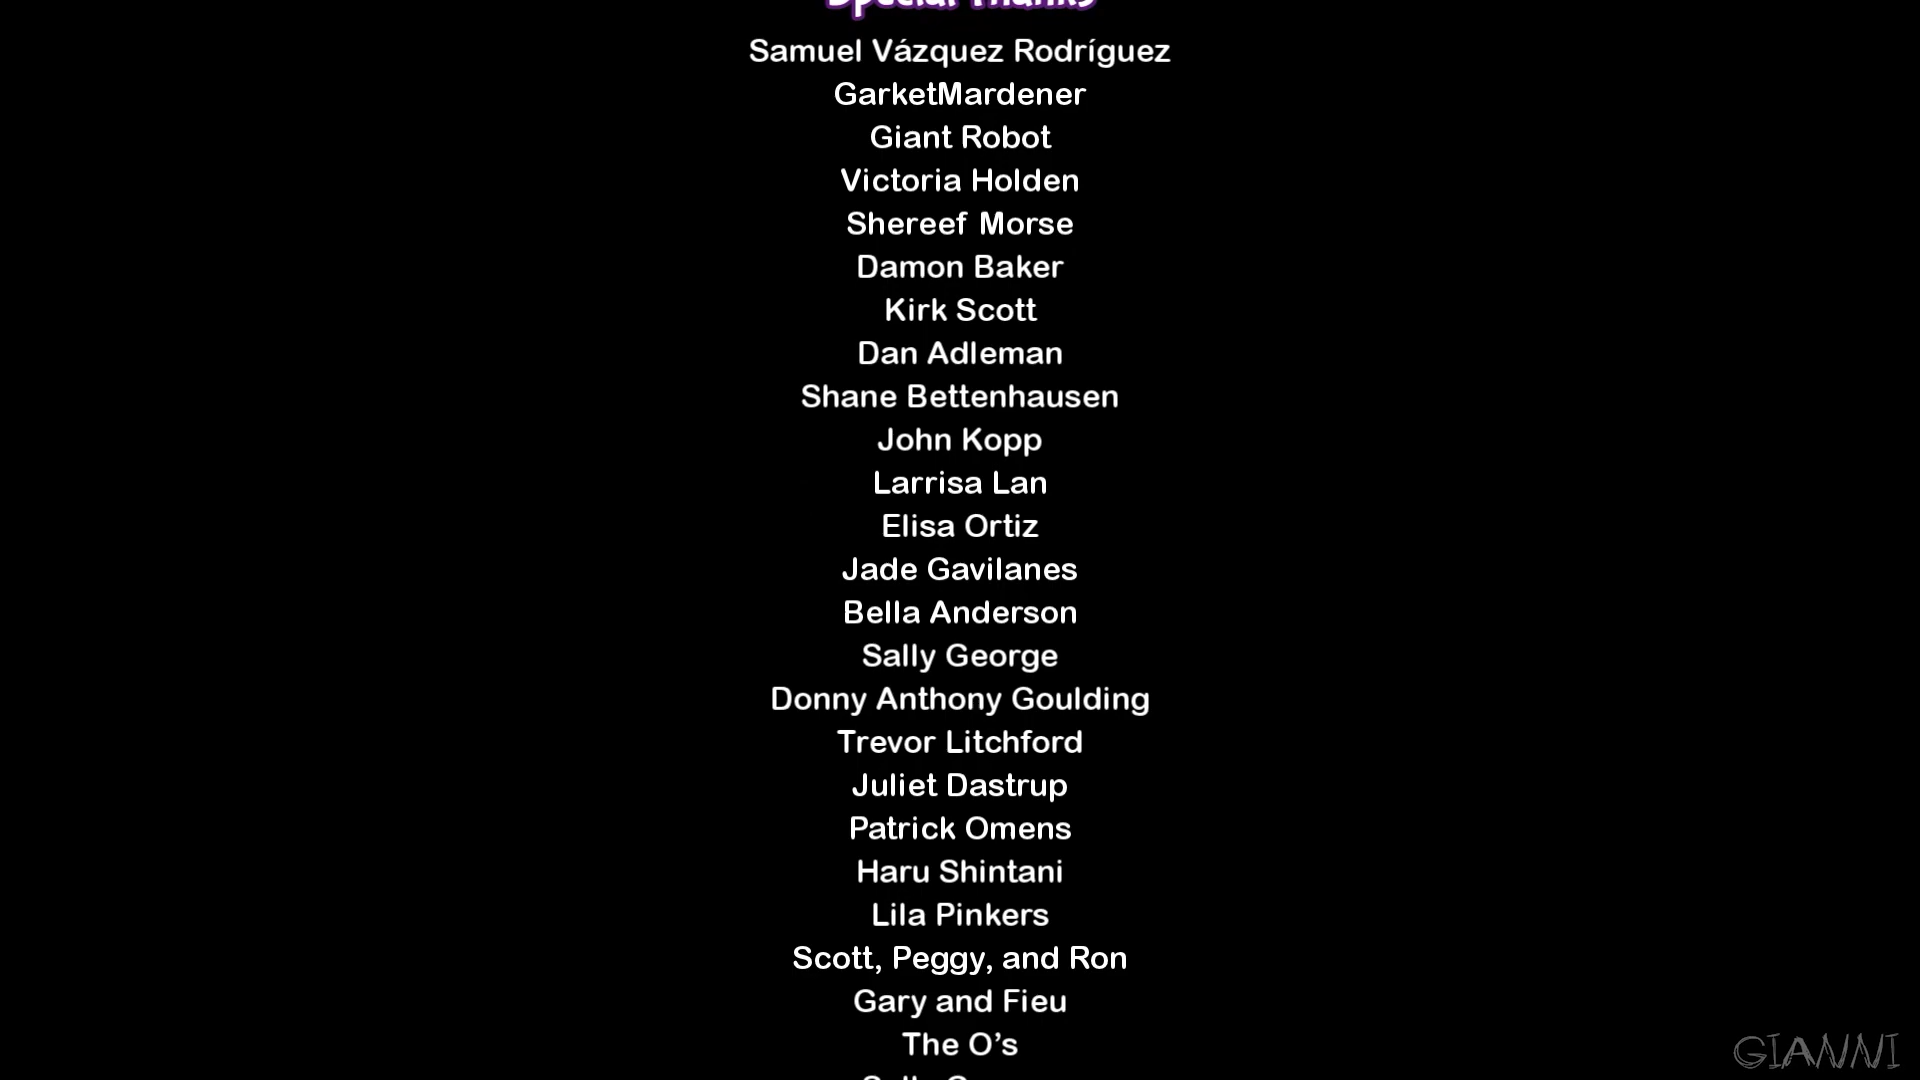 Special Thanks
Samuel Vázquez Rodríguez
GarketMardener
Giant Robot
Victoria Holden
Shereef Morse
Damon Baker
Kirk Scott
Dan Adleman
Shane Bettenhausen
John Kopp
Larrisa Lan
Elisa Ortiz
Jade Gavilanes
Bella Anderson
Sally George
Donny Anthony Goulding
Trevor Litchford
Juliet Dastrup
Patrick Omens
Haru Shintani
Lila Pinkers
Scott, Peggy, and Ron
Gary and Fieu
The O’s
GIANNI